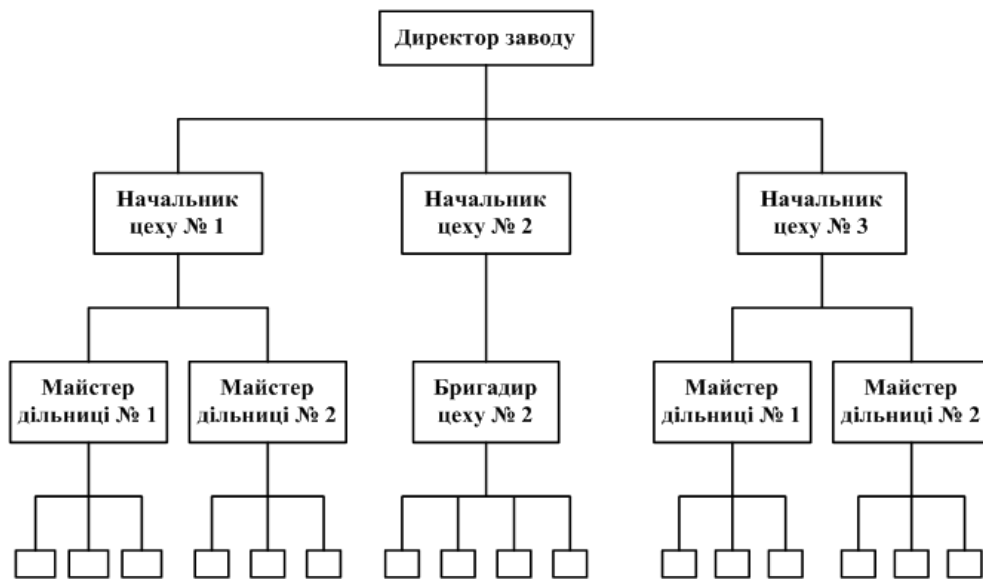 Директор заводу
Начальник
цеху № 1
Начальник
цеху № 2
Начальник
цеху № 3
Майстер
дільниці № 1
Майстер
дільниці № 2
Бригадир
цеху № 2
Майстер
дільниці № 1
Майстер
дільниці № 2